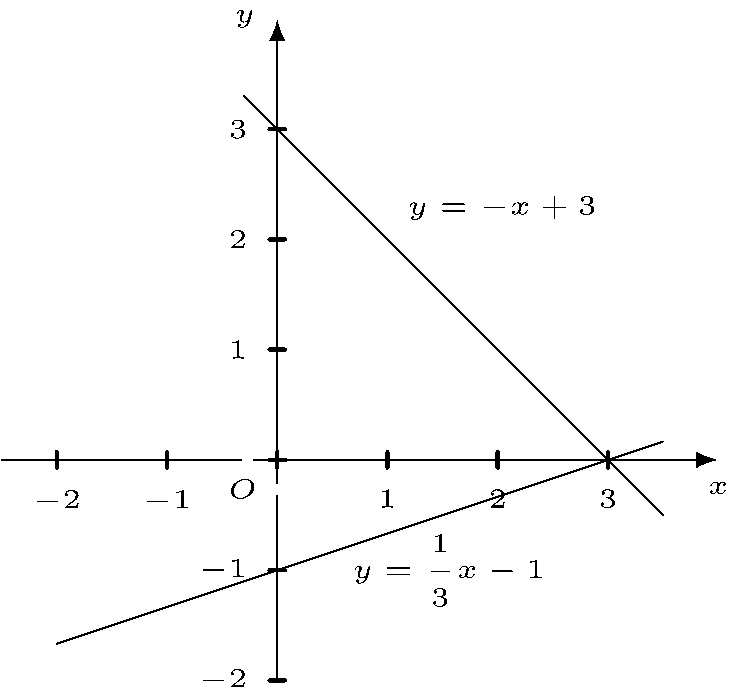 y
3
y = −x + 3
2
1
O
−2 −1 1 2 3 x
−1
y = 1/3 x − 1
−2